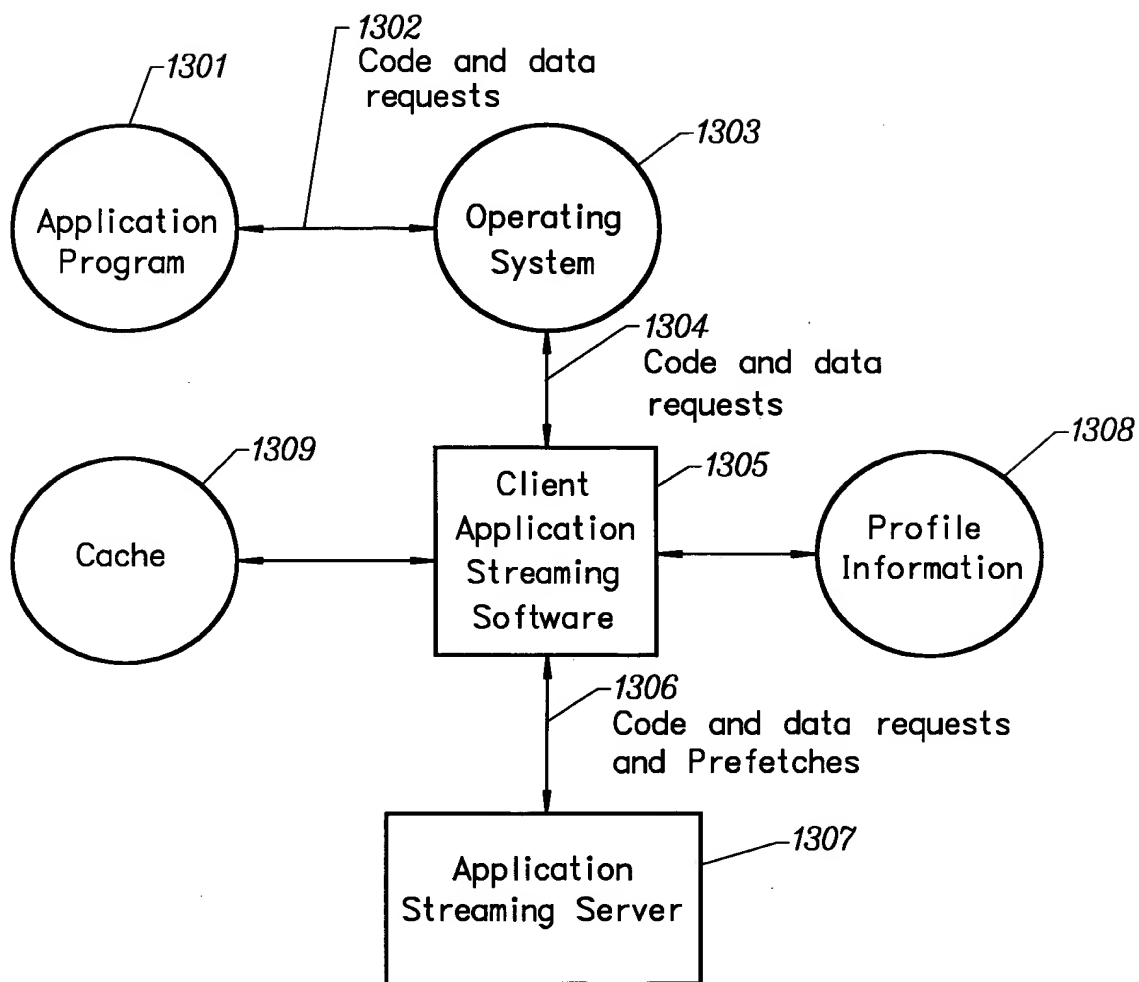 1302
Code and data
requests
1301
1303
Application
Program
Operating
System
1304
Code and data
requests
1309
1305
1308
Cache
Client
Application
Streaming
Software
Profile
Information
1306
Code and data requests
and Prefetches
1307
Application
Streaming Server